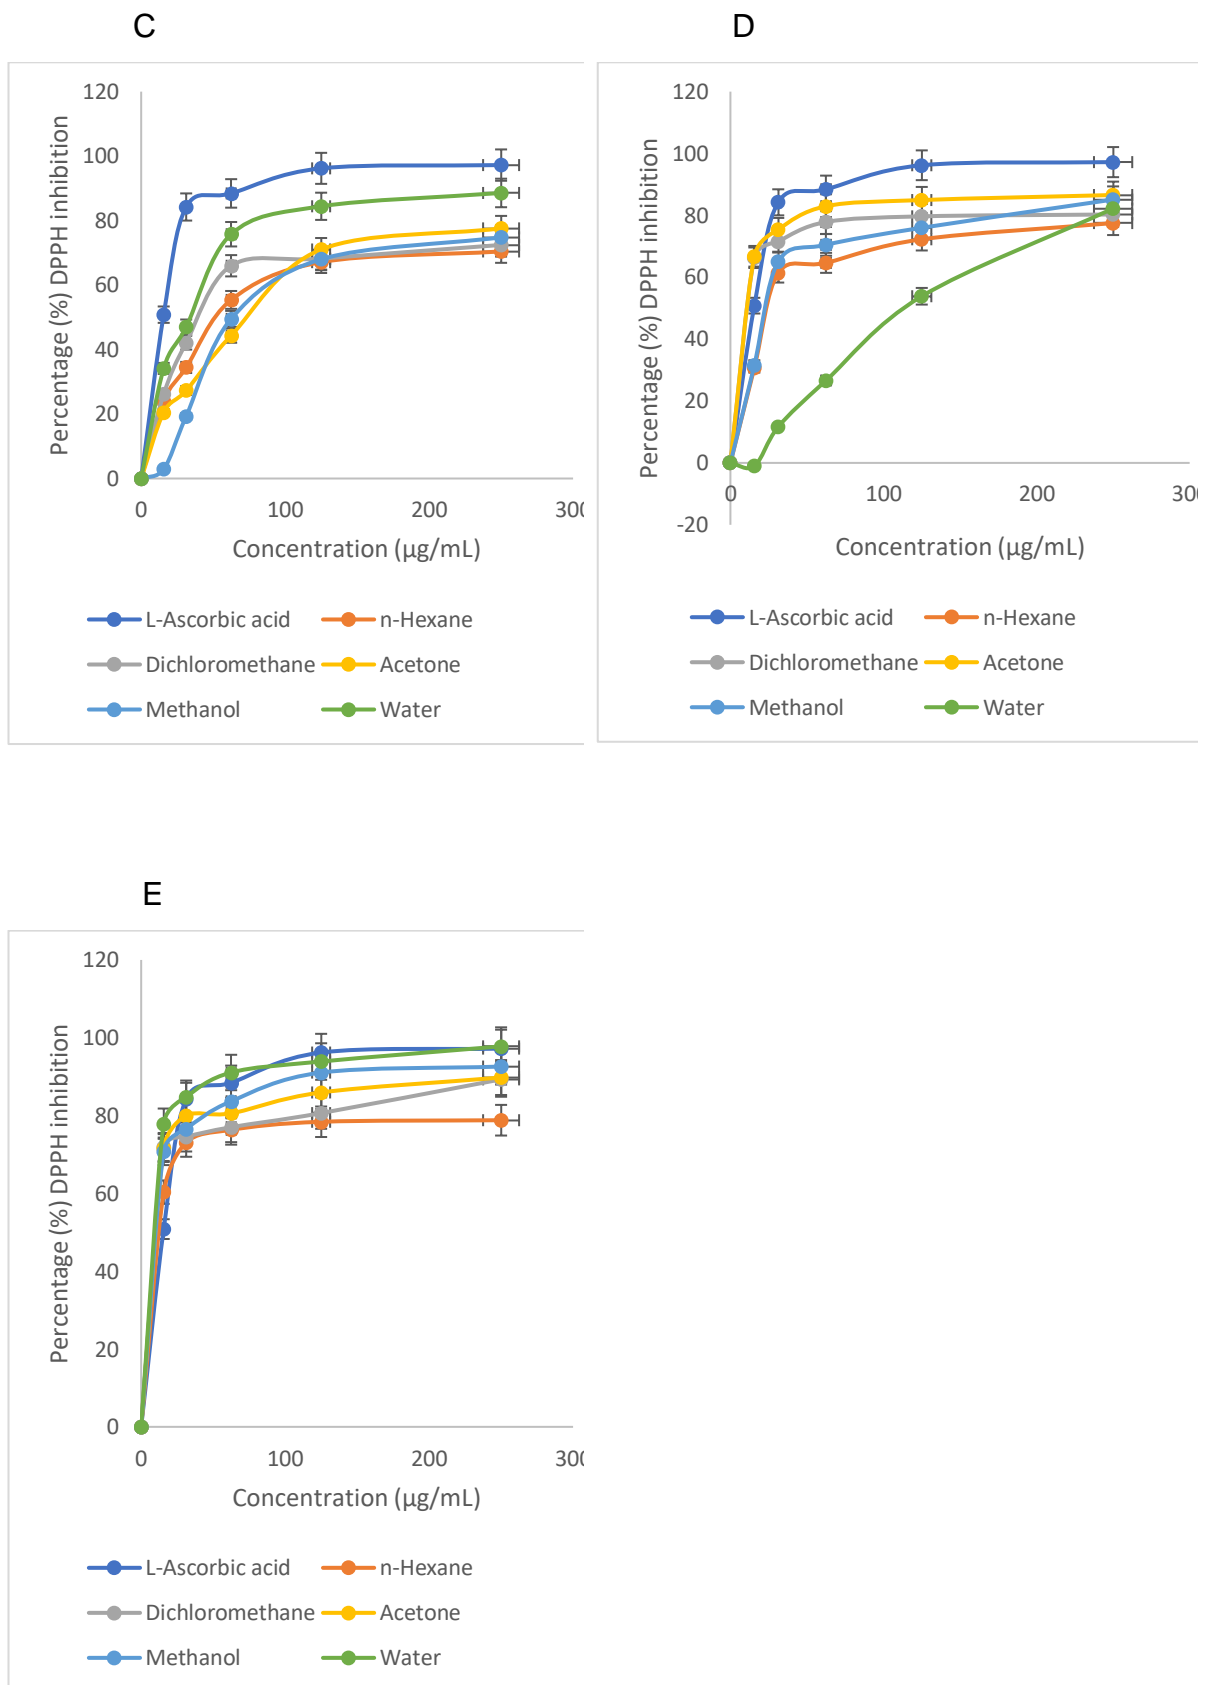 C
120
100
80
60
40
20
0
Percentage (%) DPPH inhibition
0 100 200 300
Concentration (µg/mL)
L-Ascorbic acid n-Hexane
Dichloromethane Acetone
Methanol Water
D
120
100
80
60
40
20
0
-20
Percentage (%) DPPH inhibition
0 100 200 300
Concentration (µg/mL)
L-Ascorbic acid n-Hexane
Dichloromethane Acetone
Methanol Water
E
120
100
80
60
40
20
0
Percentage (%) DPPH inhibition
0 100 200 300
Concentration (µg/mL)
L-Ascorbic acid n-Hexane
Dichloromethane Acetone
Methanol Water